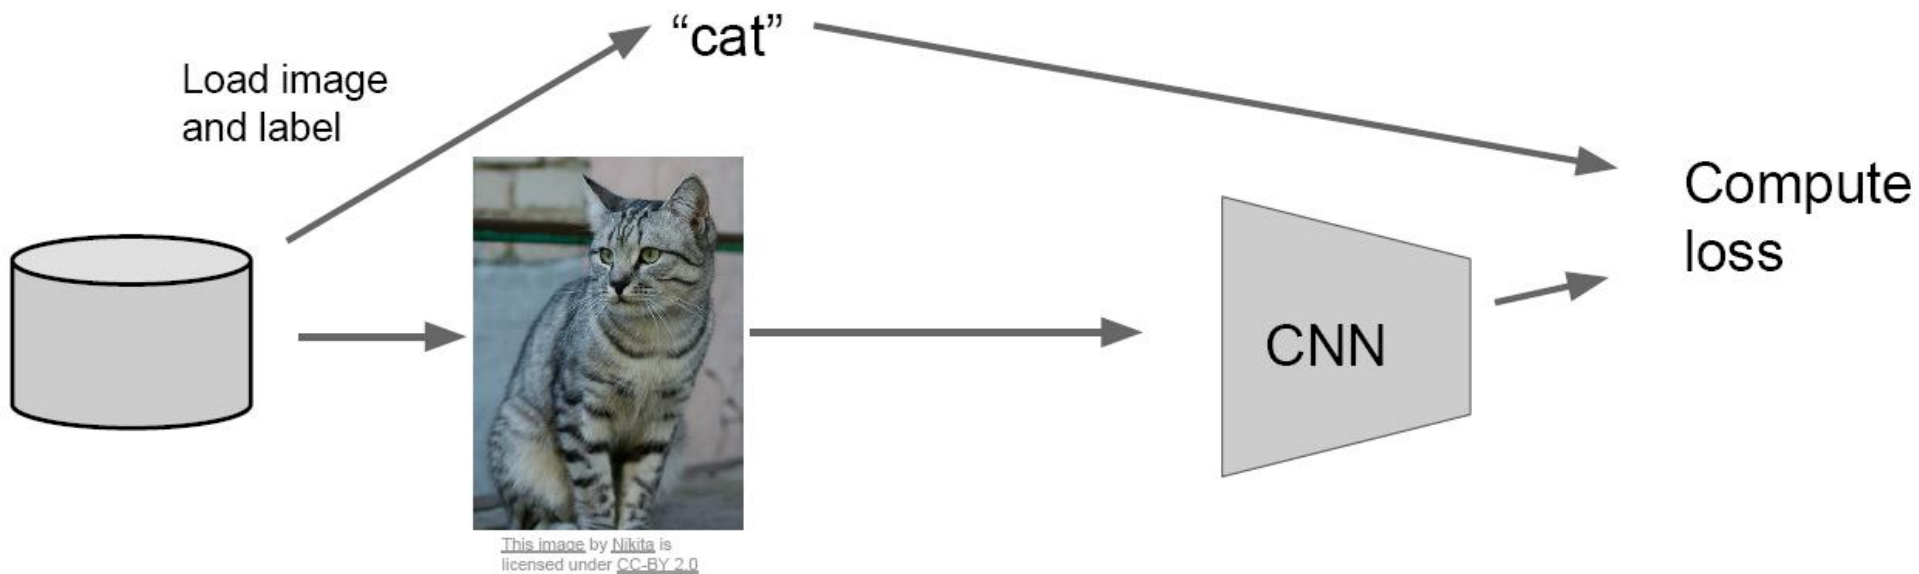 “cat”
Load image
and label
Compute
loss
CNN
This image by Nikita is
licensed under CC-BY 2.0